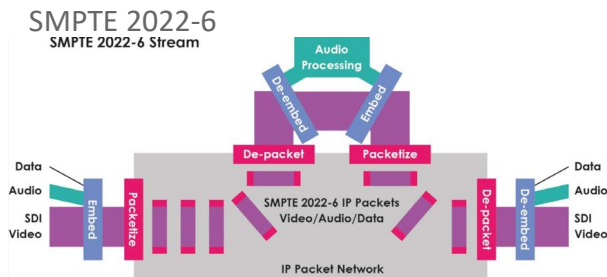 SMPTE 2022-6
SMPTE 2022-6 Stream
Audio
Processing
De-embed
Embed
De-packet
Packetize
Data
Audio
SDI
Video
Embed
Packetize
SMPTE 2022-6 IP Packets
Video/Audio/Data
De-packet
De-embed
Data
Audio
SDI
Video
IP Packet Network